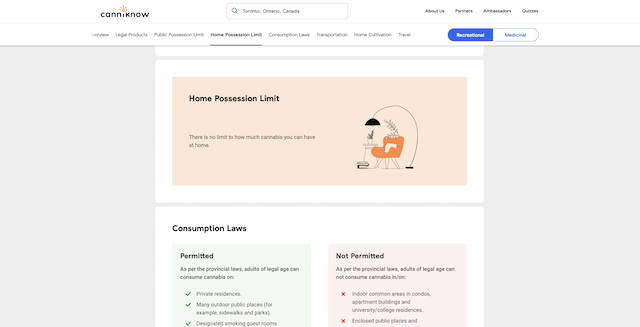 canniknow
Toronto, Ontario, Canada
About Us Partners Ambassadors Quizzes
Legal Products Public Possession Limit Home Possession Limit Consumption Laws Transportation Home Cultivation Travel
Recreational Medicinal
Home Possession Limit
There is no limit to how much cannabis you can have
at home.
Consumption Laws
Permitted
As per the provincial laws, adults of legal age can
consume cannabis on:
Private residences.
Many outdoor public places (for
example, sidewalks and parks).
Designated smoking guest rooms
Not Permitted
As per the provincial laws, adults of legal age can
not consume cannabis in/on:
Indoor common areas in condos,
apartment buildings and
university/college residences.
Enclosed public places and